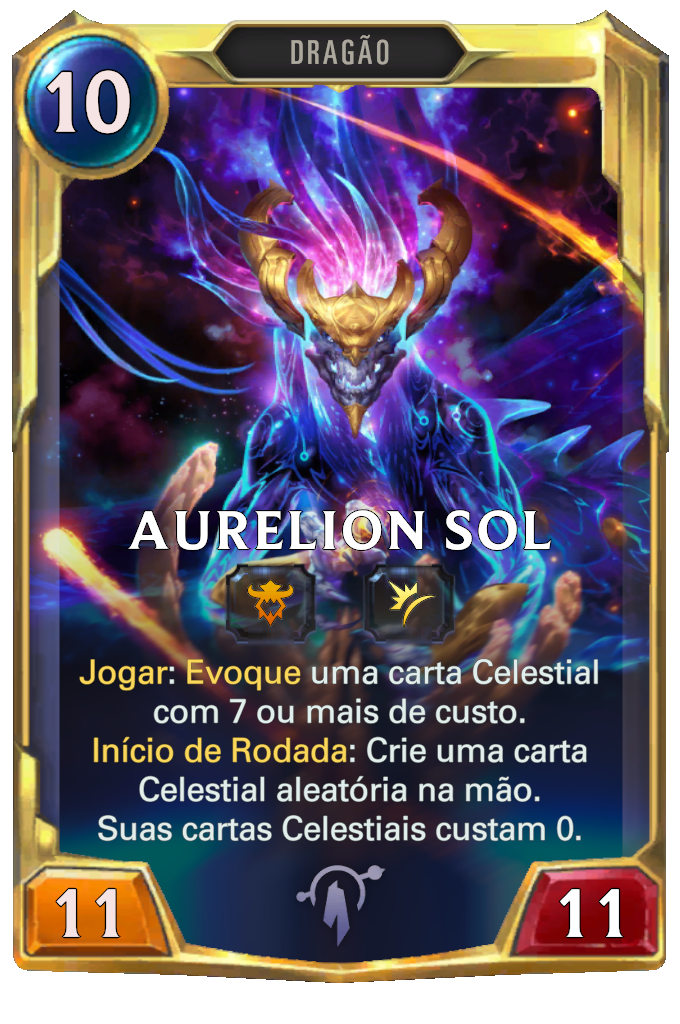 DRAGÃO
10
AURELION SOL
Jogar: Evoque uma carta Celestial
com 7 ou mais de custo.
Início de Rodada: Crie uma carta
Celestial aleatória na mão.
Suas cartas Celestiais custam 0.
11
11